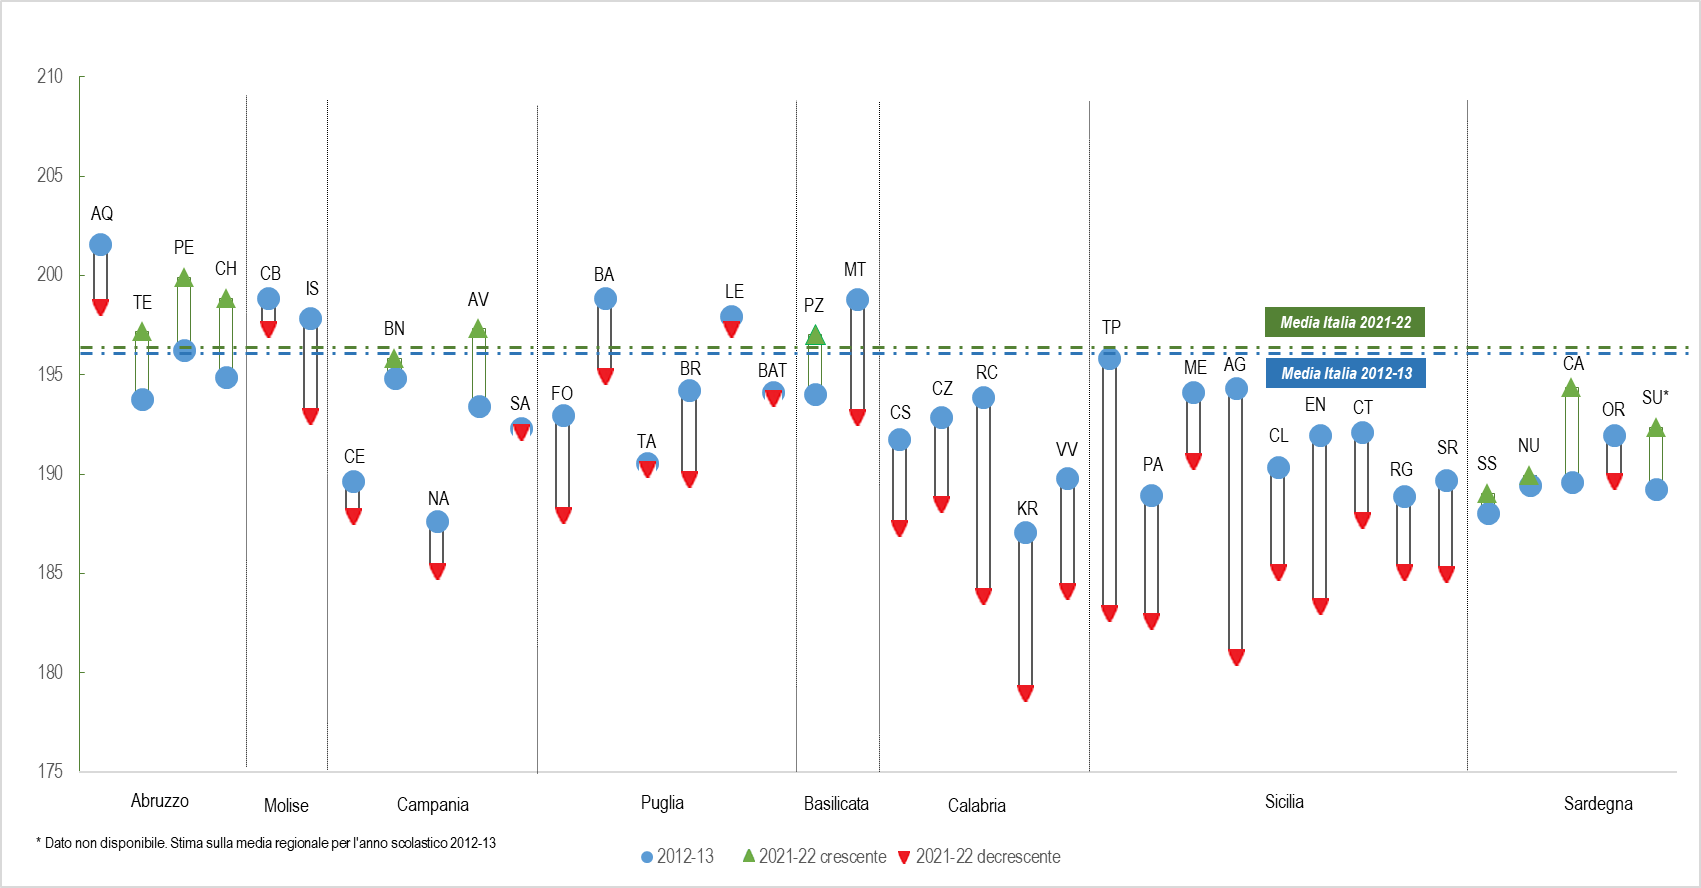 210
205
200
195
190
185
180
175
AQ
TE
PE
CH
CB
IS
CE
BN
NA
AV
SA
FO
BA
TA
BR
LE
BAT
PZ
MT
CS
CZ
RC
KR
VV
TP
PA
ME
AG
CL
EN
CT
RG
SR
SS
NU
CA
OR
SU*
Media Italia 2021-22
Media Italia 2012-13
Abruzzo
Molise
Campania
Puglia
Basilicata
Calabria
Sicilia
Sardegna
* Dato non disponibile. Stima sulla media regionale per l'anno scolastico 2012-13
2012-13
2021-22 crescente
2021-22 decrescente